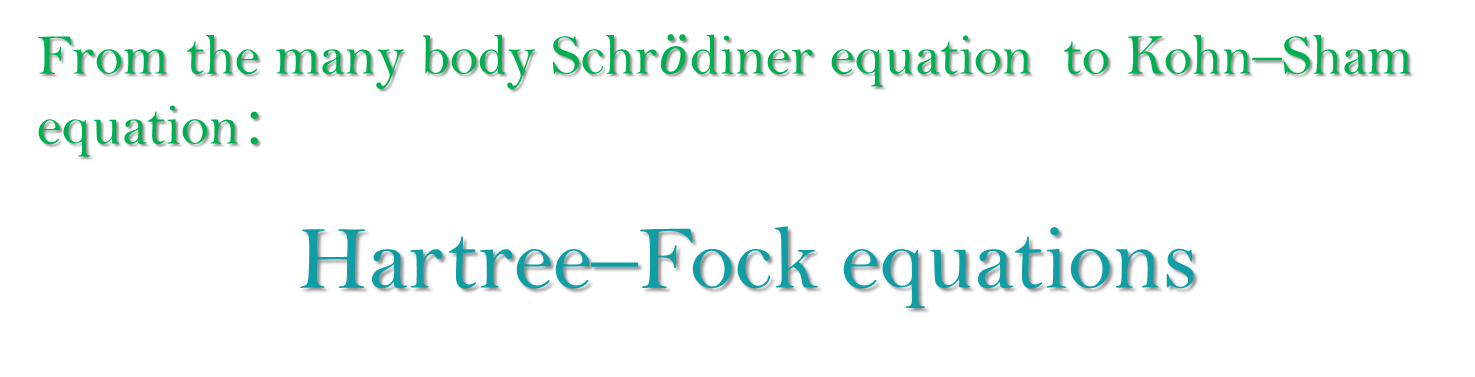 From the many body Schrödiner equation to Kohn–Sham
equation：
Hartree–Fock equations